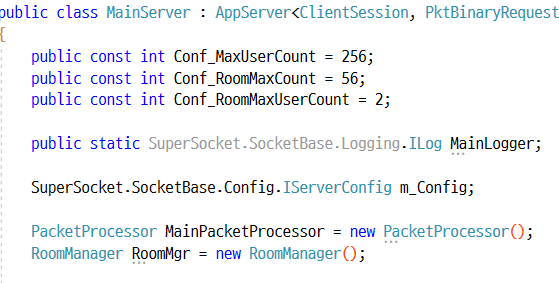 public class MainServer : AppServer<ClientSession, PktBinaryRequest
{
public const int Conf_MaxUserCount = 256;
public const int Conf_RoomMaxCount = 56;
public const int Conf_RoomMaxUserCount = 2;
public static SuperSocket.SocketBase.Logging.ILog MainLogger;
SuperSocket.SocketBase.Config.IServerConfig m_Config;
PacketProcessor MainPacketProcessor = new PacketProcessor();
RoomManager RoomMgr = new RoomManager();